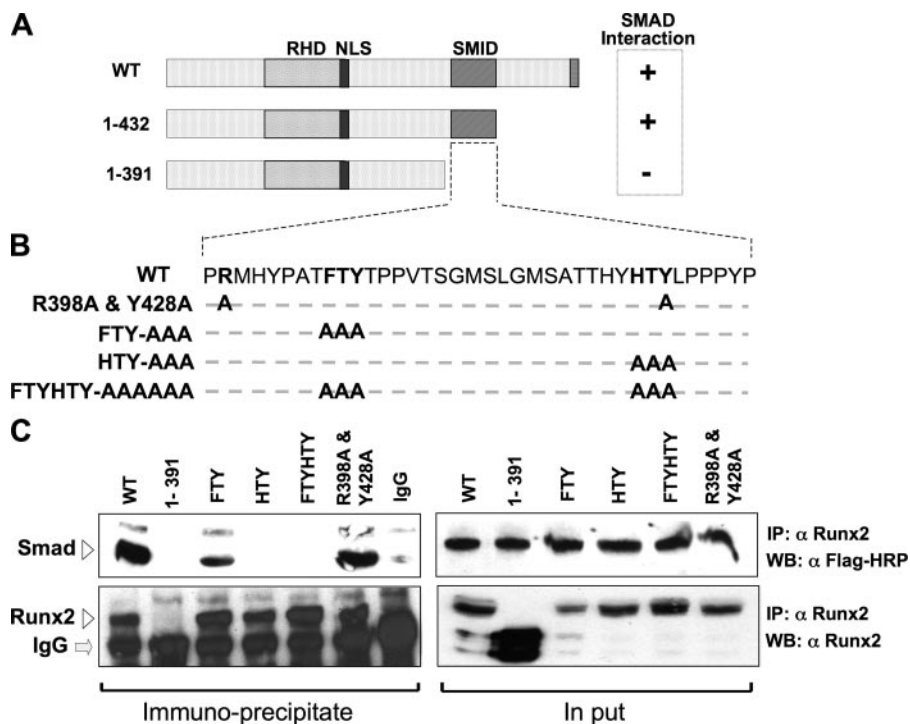 A
SMAD
Interaction
RHD NLS SMID
WT +
1-432 +
1-391 -
B
WT PRMHYPATFTYTPPVTSGMSLGMSATTHYHTYLPPPYP
R398A & Y428A A A
FTY-AAA AAA
HTY-AAA AAA
FTYHTY-AAAAAA AAA AAA
C
WT 1- 391 FTY HTY FTYHTY R398A & Y428A IgG
WT 1- 391 FTY HTY FTYHTY R398A & Y428A
Smad
IP: α Runx2
WB: α Flag-HRP
Runx2
IgG
IP: α Runx2
WB: α Runx2
Immuno-precipitate In put